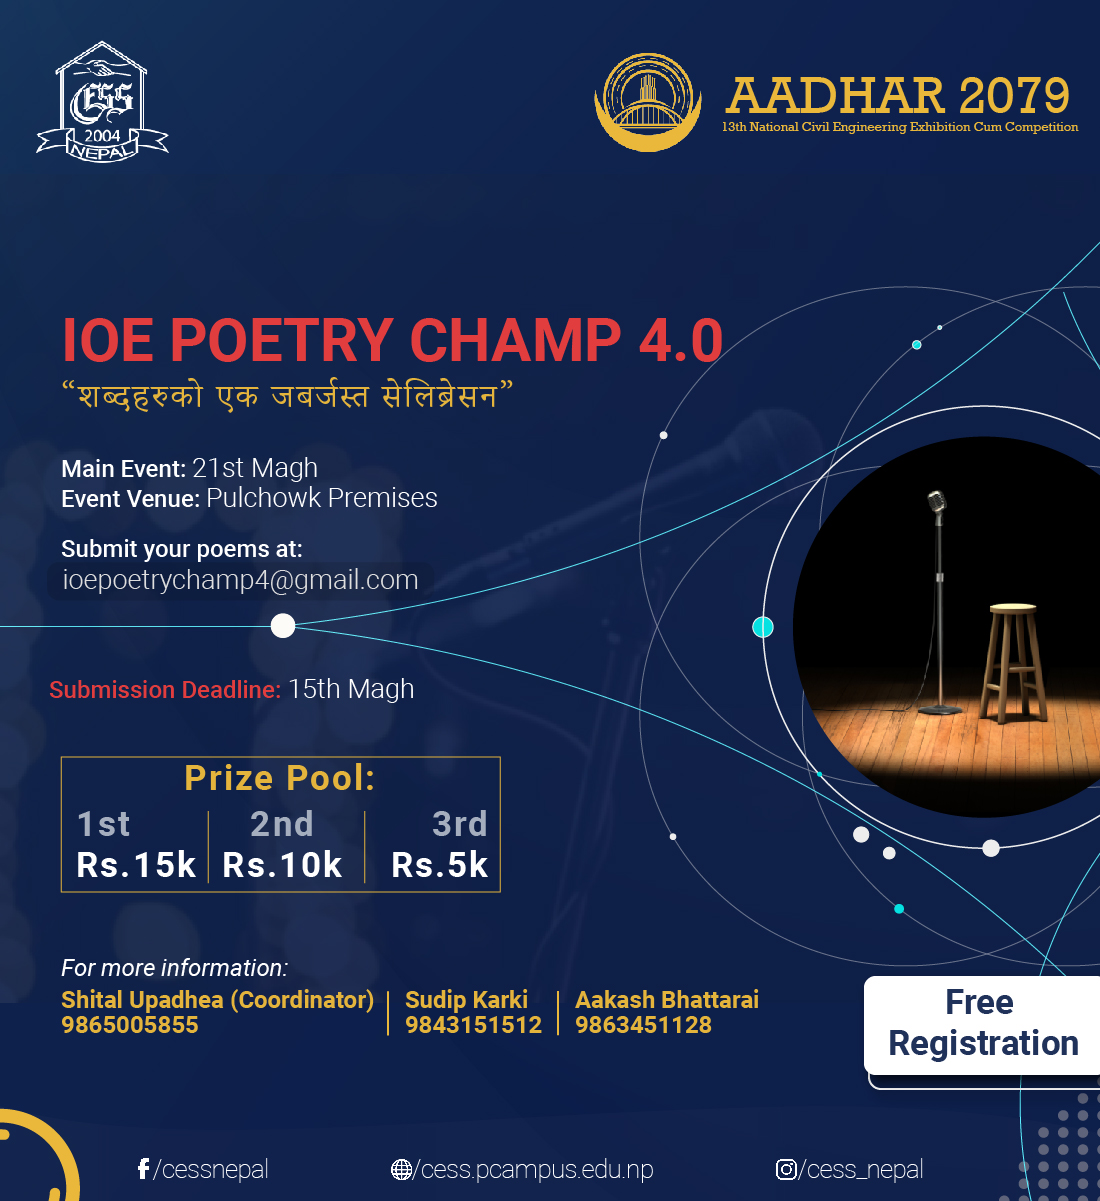 CESS
2004
NEPAL
AADHAR 2079
13th National Civil Engineering Exhibition Cum Competition
IOE POETRY CHAMP 4.0
“शब्दहरुको एक जबर्जस्त सेलिब्रेसन”
Main Event: 21st Magh
Event Venue: Pulchowk Premises
Submit your poems at:
ioepoetrychamp4@gmail.com
Submission Deadline: 15th Magh
Prize Pool:
1st 2nd 3rd
Rs.15k Rs.10k Rs.5k
For more information:
Shital Upadhea (Coordinator) Sudip Karki Aakash Bhattarai
9865005855 9843151512 9863451128
Free
Registration
/cessnepal /cess.pcampus.edu.np /cess_nepal